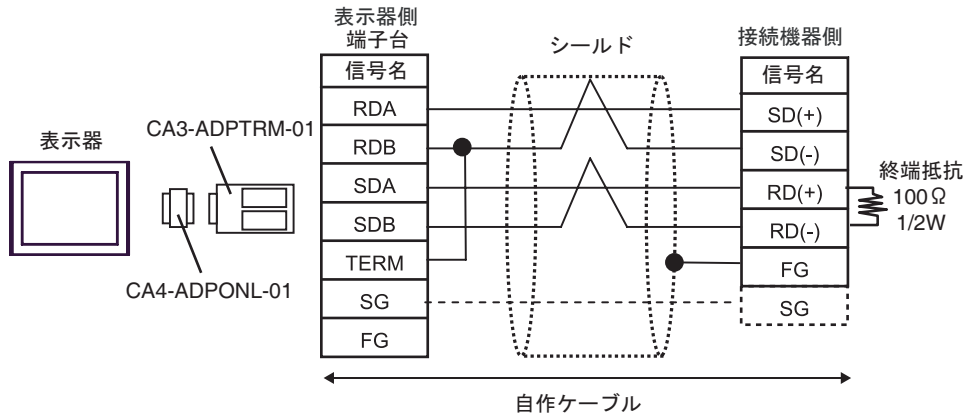 表示器
CA3-ADPTRM-01
CA4-ADPONL-01
表示器側
端子台
信号名
RDA
RDB
SDA
SDB
TERM
SG
FG
シールド
接続機器側
信号名
SD(+)
SD(-)
RD(+)
RD(-)
FG
SG
終端抵抗
100Ω
1/2W
自作ケーブル